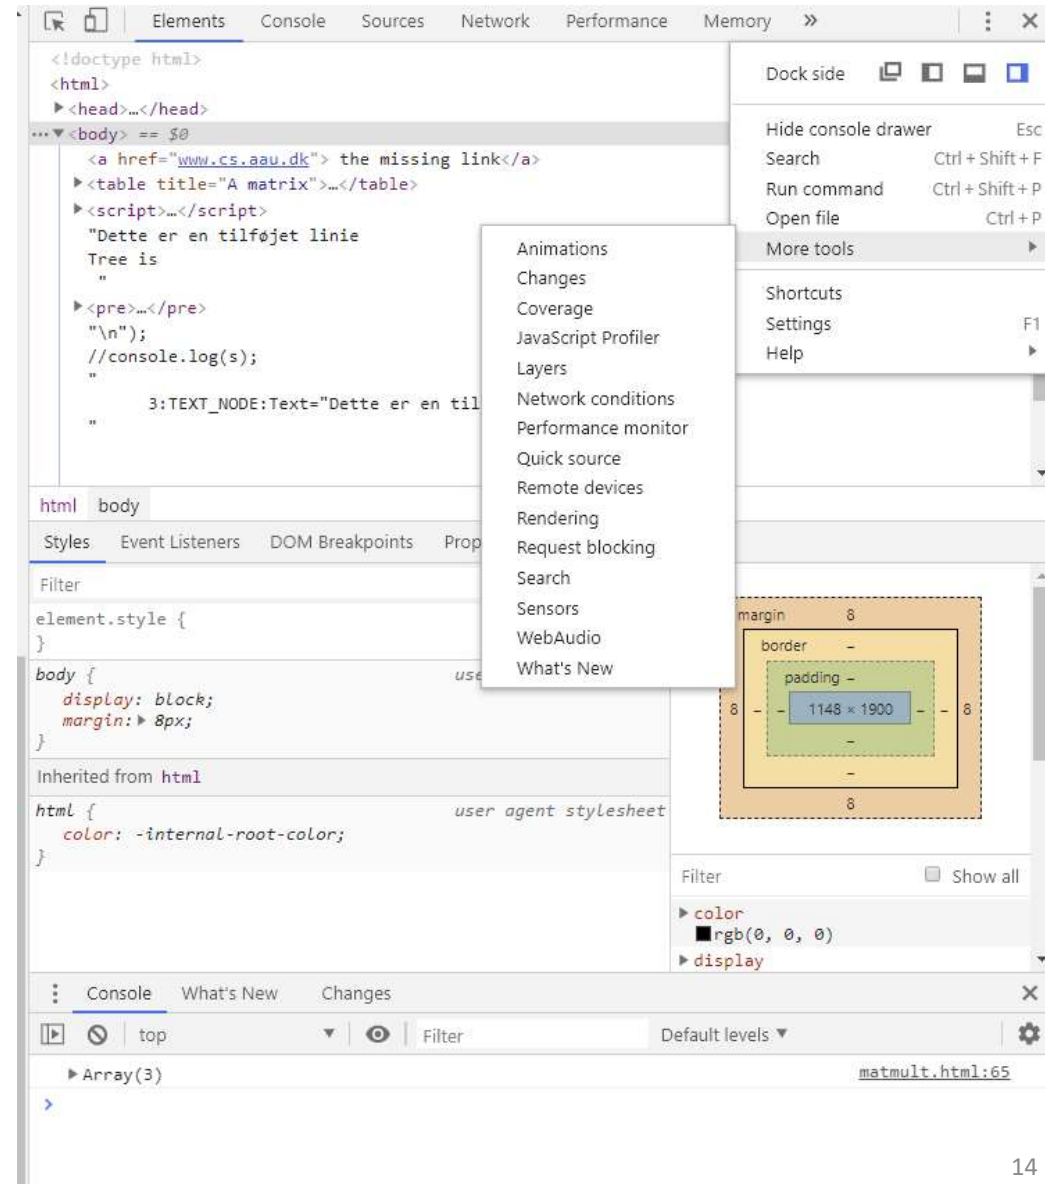 Elements Console Sources Network Performance Memory »
<!doctype html>
<html>
<head>…</head>
<body> == $0
<a href="www.cs.aau.dk"> the missing link</a>
<table title="A matrix">…</table>
<script>…</script>
"Dette er en tilføjet linie
Tree is
"
<pre>…</pre>
"\n");
//console.log(s);
"
3:TEXT_NODE:Text="Dette er en til
"
Dock side
Hide console drawer Esc
Search Ctrl + Shift + F
Run command Ctrl + Shift + P
Open file Ctrl + P
More tools
Shortcuts
Settings F1
Help
Animations
Changes
Coverage
JavaScript Profiler
Layers
Network conditions
Performance monitor
Quick source
Remote devices
Rendering
Request blocking
Search
Sensors
WebAudio
What's New
html body
Styles Event Listeners DOM Breakpoints Prop
Filter
element.style {
}
body { use
display: block;
margin: 8px;
}
Inherited from html
html { user agent stylesheet
color: -internal-root-color;
}
margin 8
border –
padding –
8 – – 1148 × 1900 – – 8
–
–
8
Filter Show all
color
rgb(0, 0, 0)
display
Console What's New Changes
top Filter Default levels ▼
Array(3) matmult.html:65
>
14